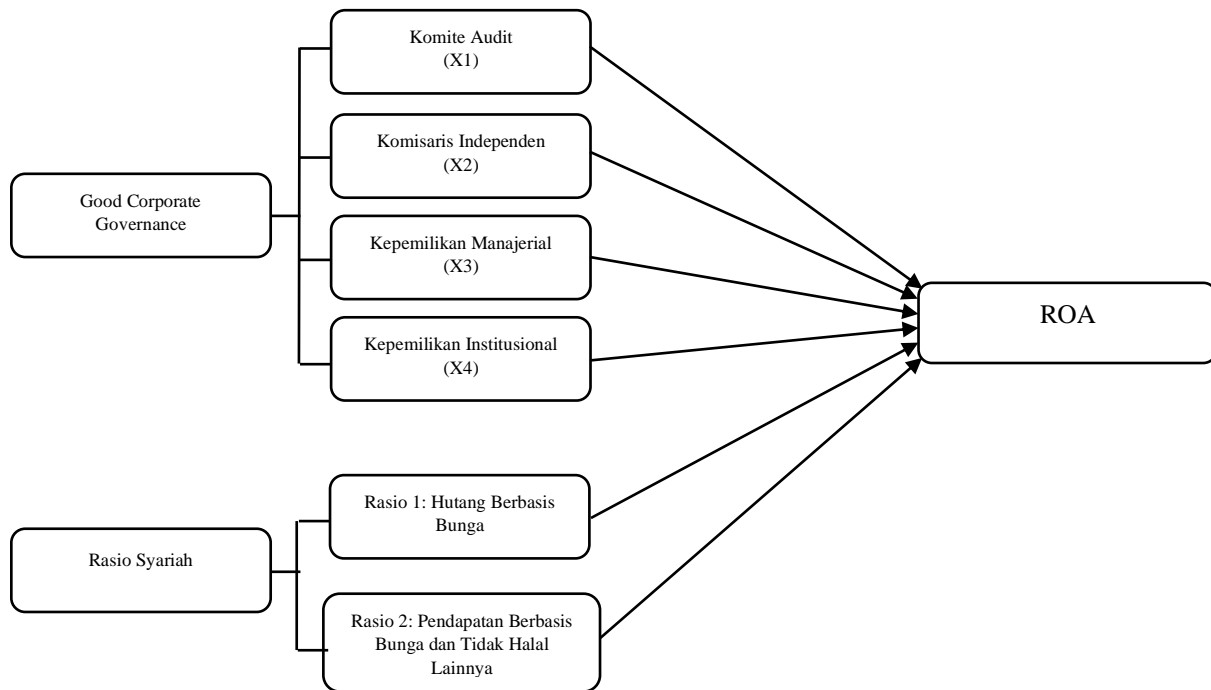 Komite Audit
(X1)
Komisaris Independen
(X2)
Good Corporate
Governance
Kepemilikan Manajerial
(X3)
Kepemilikan Institusional
(X4)
ROA
Rasio 1: Hutang Berbasis
Bunga
Rasio Syariah
Rasio 2: Pendapatan Berbasis
Bunga dan Tidak Halal
Lainnya